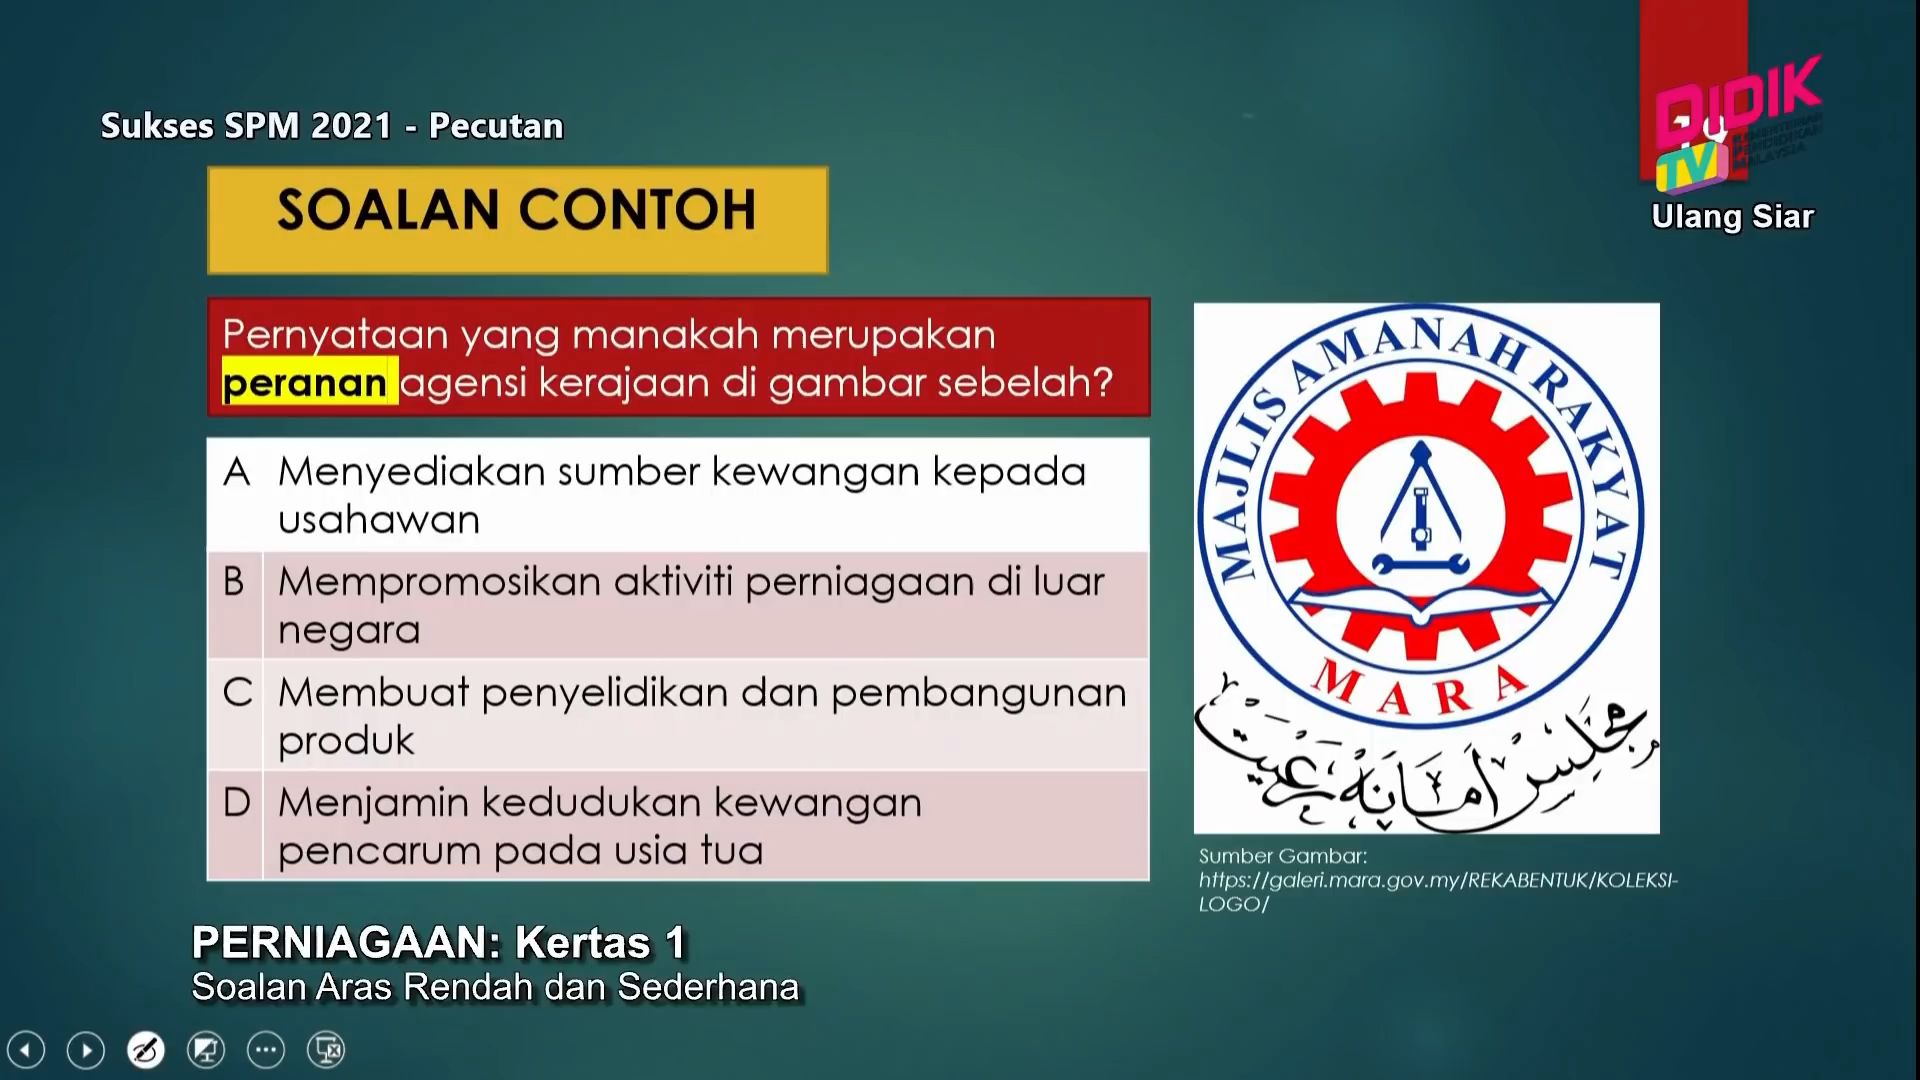 Sukses SPM 2021 - Pecutan
DIDIK
TV
KEMENTERIAN
PENDIDIKAN
MALAYSIA
Ulang Siar
SOALAN CONTOH
Pernyataan yang manakah merupakan
peranan agensi kerajaan di gambar sebelah?
A Menyediakan sumber kewangan kepada
usahawan
B Mempromosikan aktiviti perniagaan di luar
negara
C Membuat penyelidikan dan pembangunan
produk
D Menjamin kedudukan kewangan
pencarum pada usia tua
MAJLIS AMANAH RAKYAT
MARA
مجلس امانه رعيت
Sumber Gambar:
https://galeri.mara.gov.my/REKABENTUK/KOLEKSI-
LOGO/
PERNIAGAAN: Kertas 1
Soalan Aras Rendah dan Sederhana